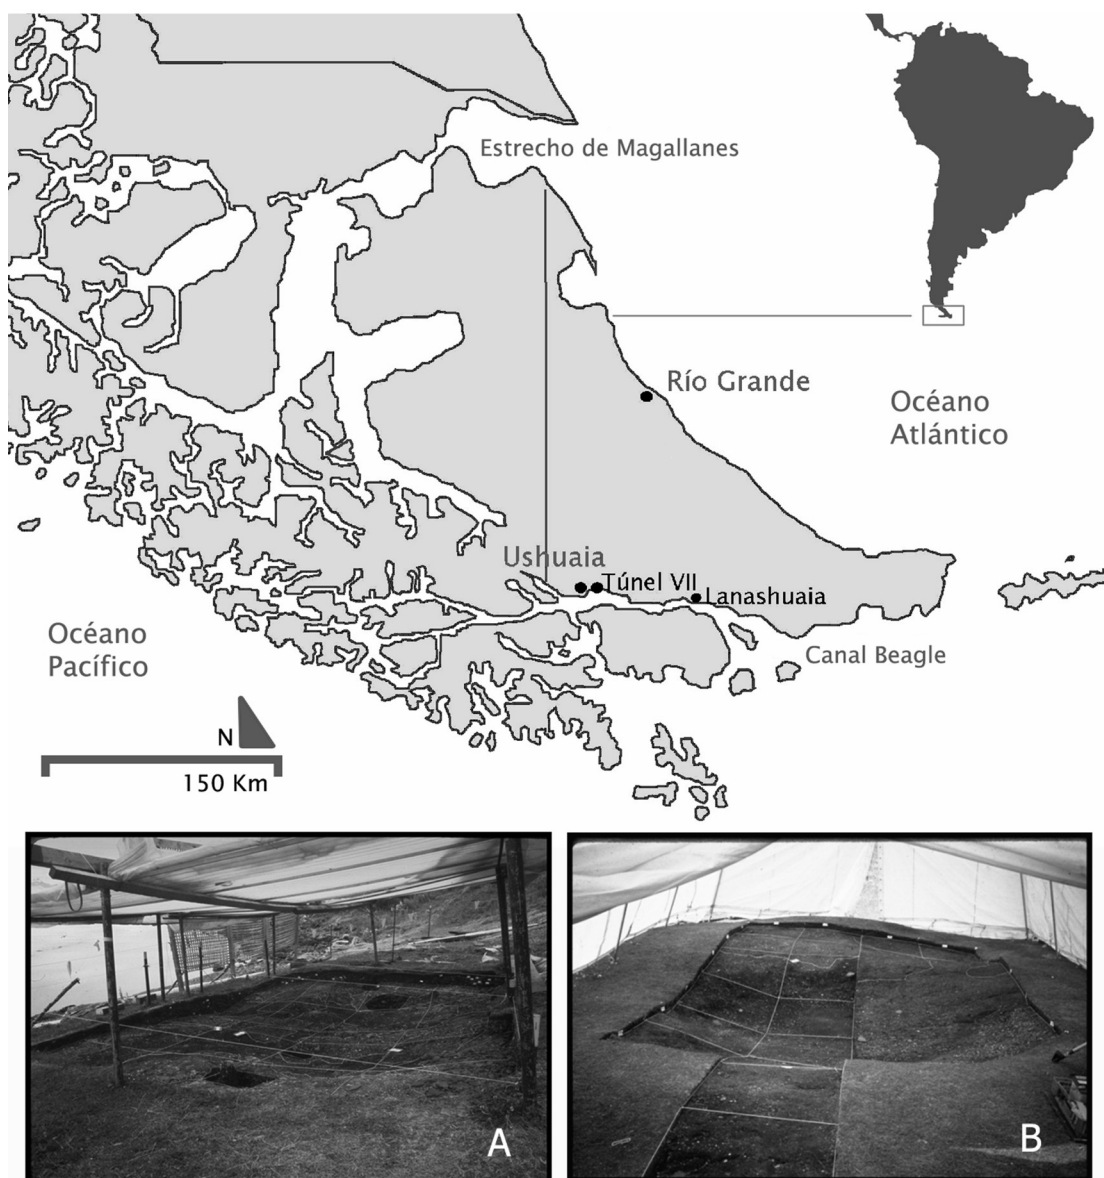 Estrecho de Magallanes
Río Grande
Océano
Atlántico
Ushuaia
Túnel VII
Lanashuaia
Océano
Pacífico
Canal Beagle
N
150 Km
A
B